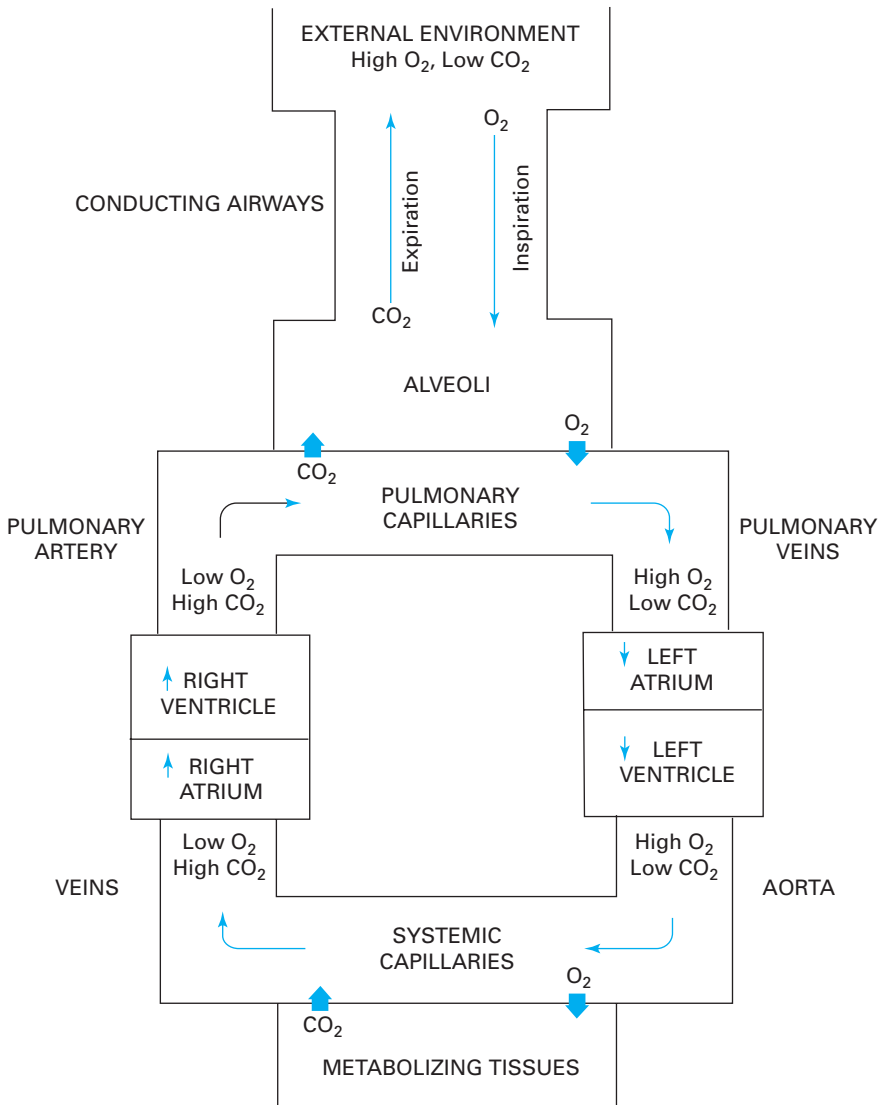 EXTERNAL ENVIRONMENT
High O₂, Low CO₂
O₂
CONDUCTING AIRWAYS
Expiration
Inspiration
CO₂
ALVEOLI
O₂
CO₂
PULMONARY
CAPILLARIES
PULMONARY
ARTERY
PULMONARY
VEINS
Low O₂
High CO₂
High O₂
Low CO₂
RIGHT
VENTRICLE
LEFT
ATRIUM
RIGHT
ATRIUM
LEFT
VENTRICLE
Low O₂
High CO₂
High O₂
Low CO₂
VEINS
AORTA
SYSTEMIC
CAPILLARIES
O₂
CO₂
METABOLIZING TISSUES